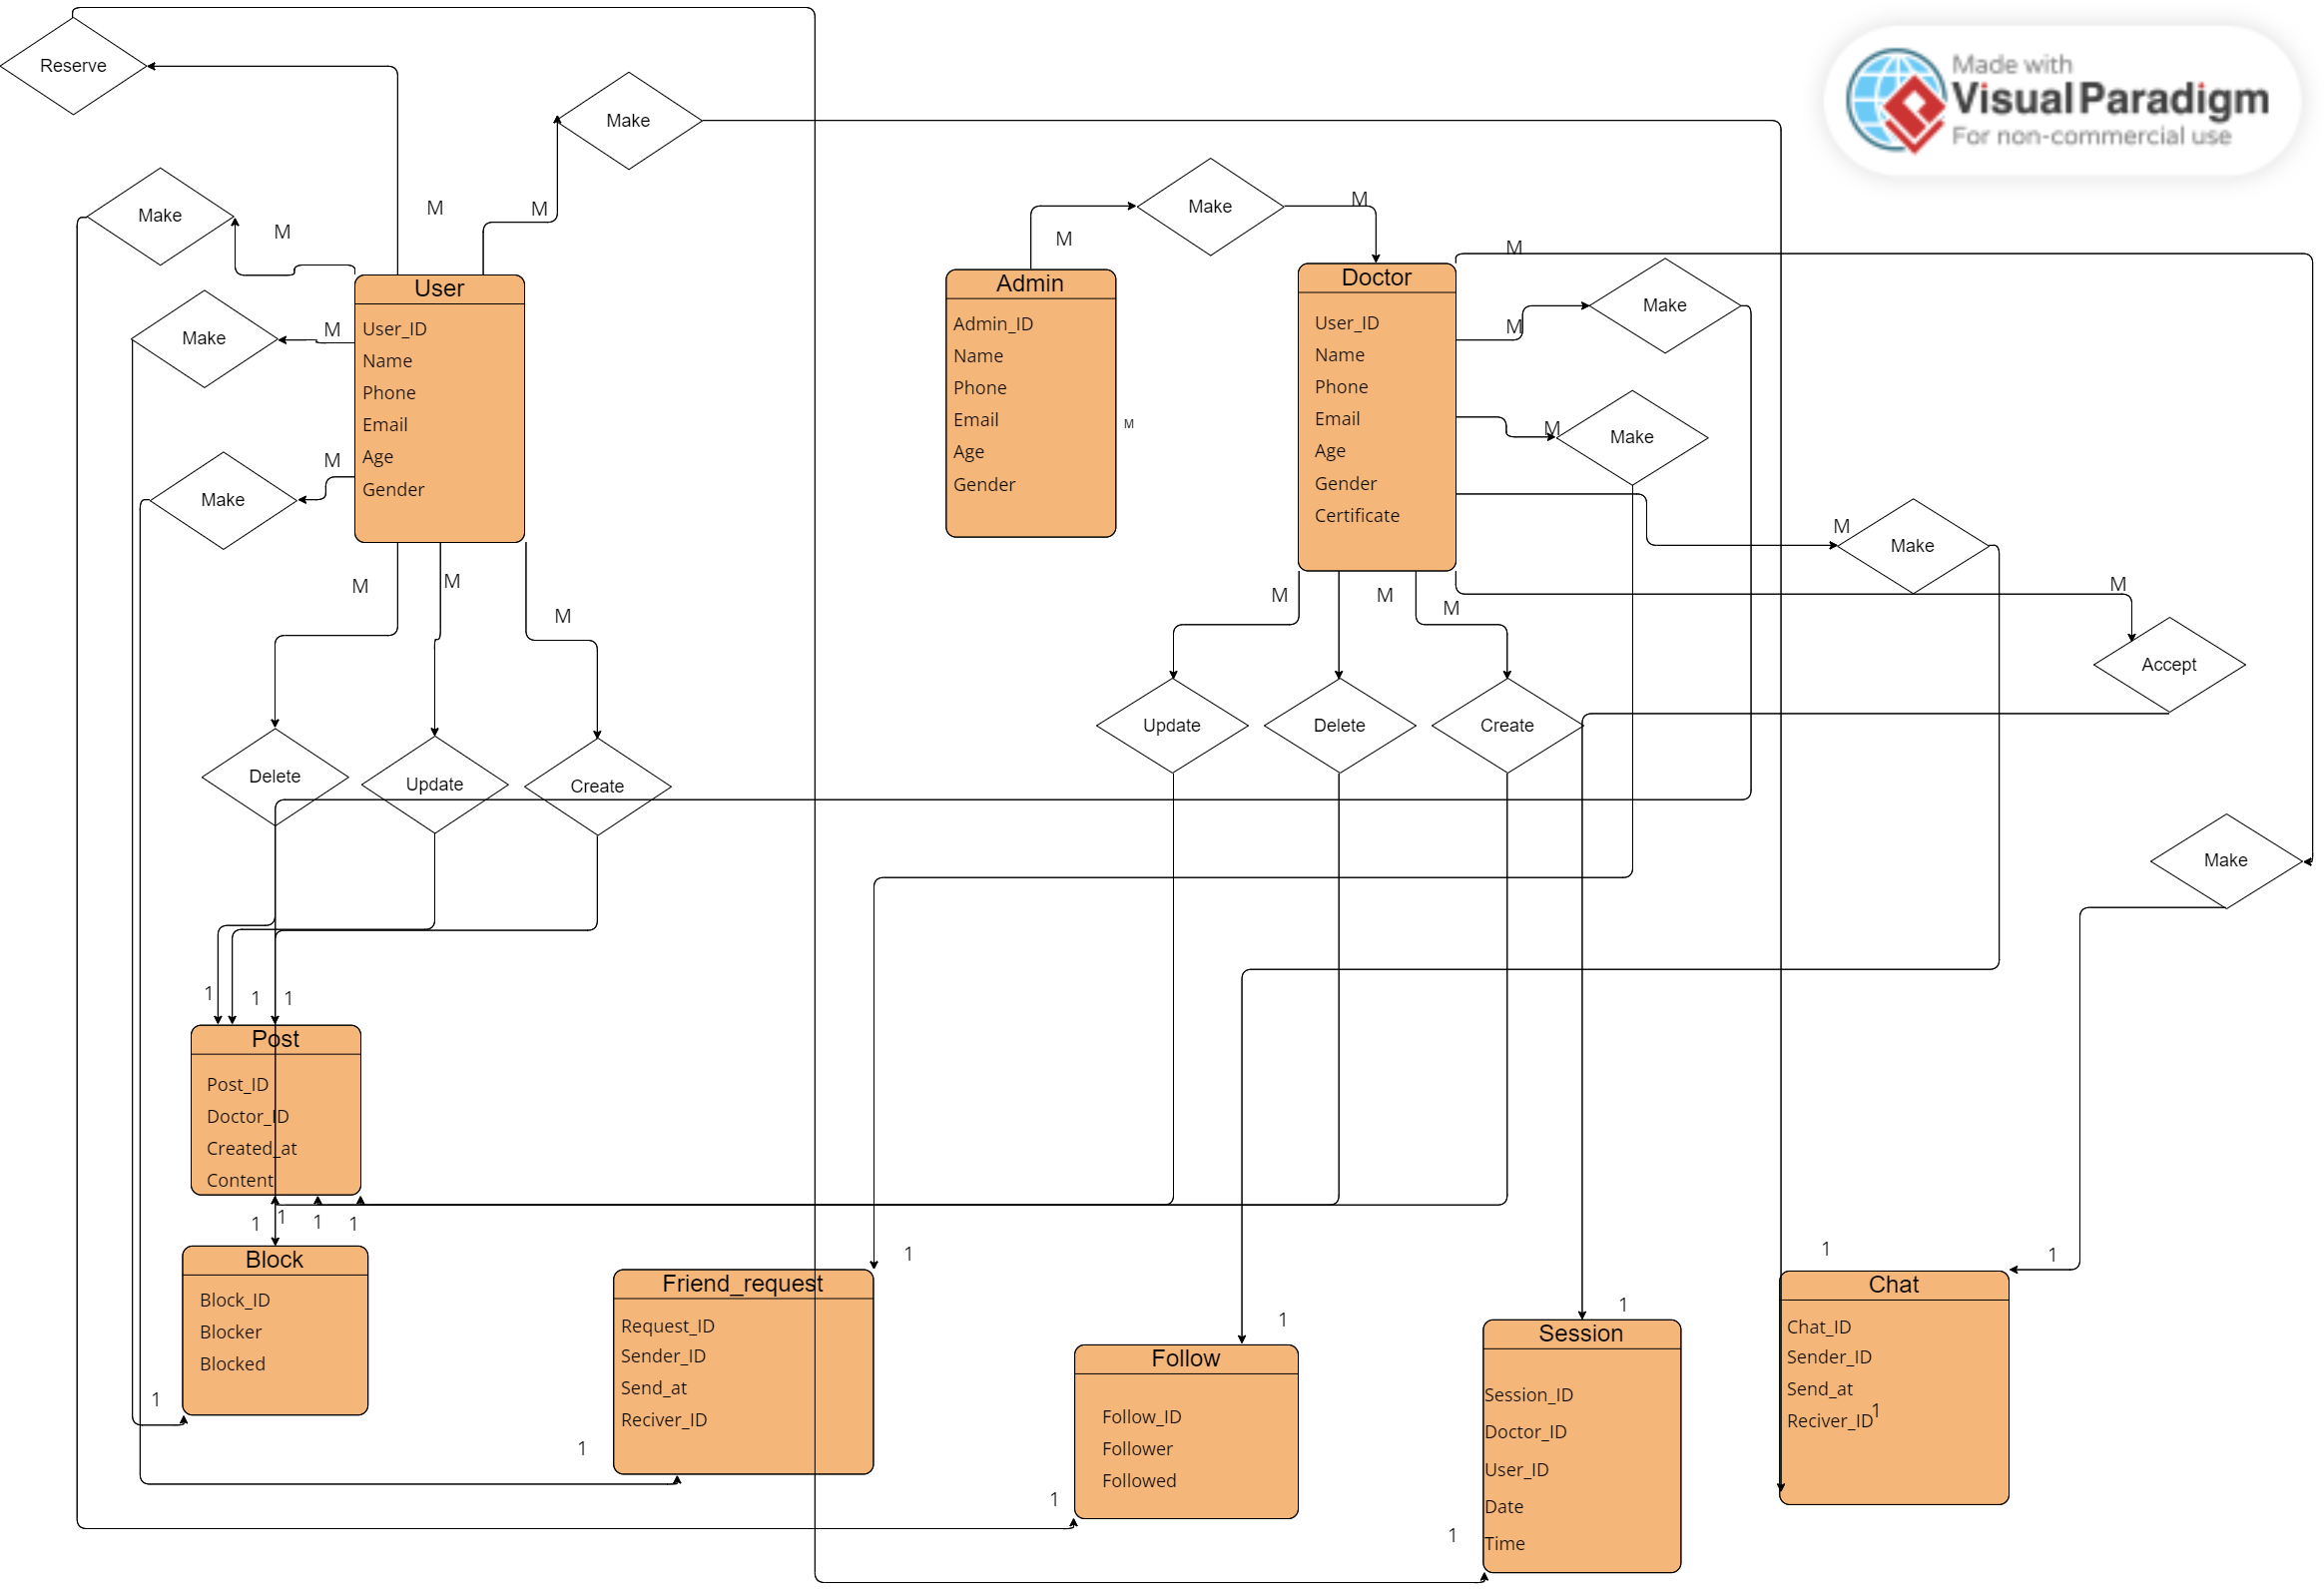 Reserve
Made with
Visual Paradigm
For non-commercial use
Make
Make
M
M
M
Make
M
M
M
User
User_ID
Name
Phone
Email
Age
Gender
Make
M
Make
M
Admin
Admin_ID
Name
Phone
Email
Age
Gender
M
Doctor
User_ID
Name
Phone
Email
Age
Gender
Certificate
M
Make
M
Make
M
Make
M
M
M
M
M
M
M
M
Accept
Delete
Update
Create
Update
Delete
Create
Make
1
1
1
Post
Post_ID
Doctor_ID
Created_at
Content
1
1
1
1
Block
Block_ID
Blocker
Blocked
1
1
Friend_request
Request_ID
Sender_ID
Send_at
Reciver_ID
1
1
Follow
Follow_ID
Follower
Followed
1
1
Session
Session_ID
Doctor_ID
User_ID
Date
Time
1
1
1
Chat
Chat_ID
Sender_ID
Send_at
Reciver_ID
1